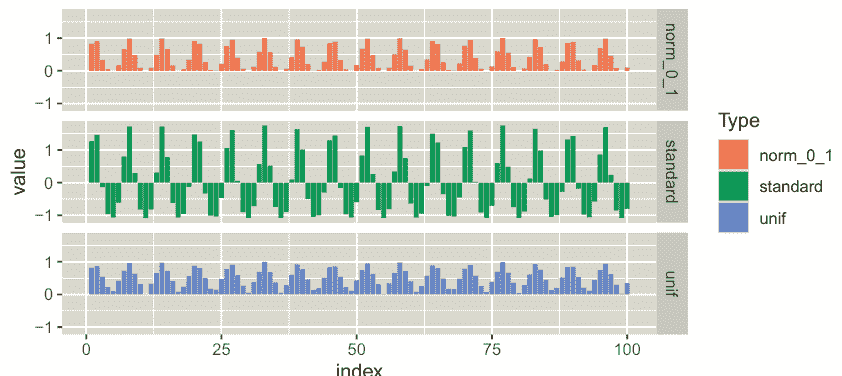 1
0
−1
norm_0_1
1
0
−1
standard
1
0
−1
unif
value
0
25
50
75
100
index
Type
norm_0_1
standard
unif